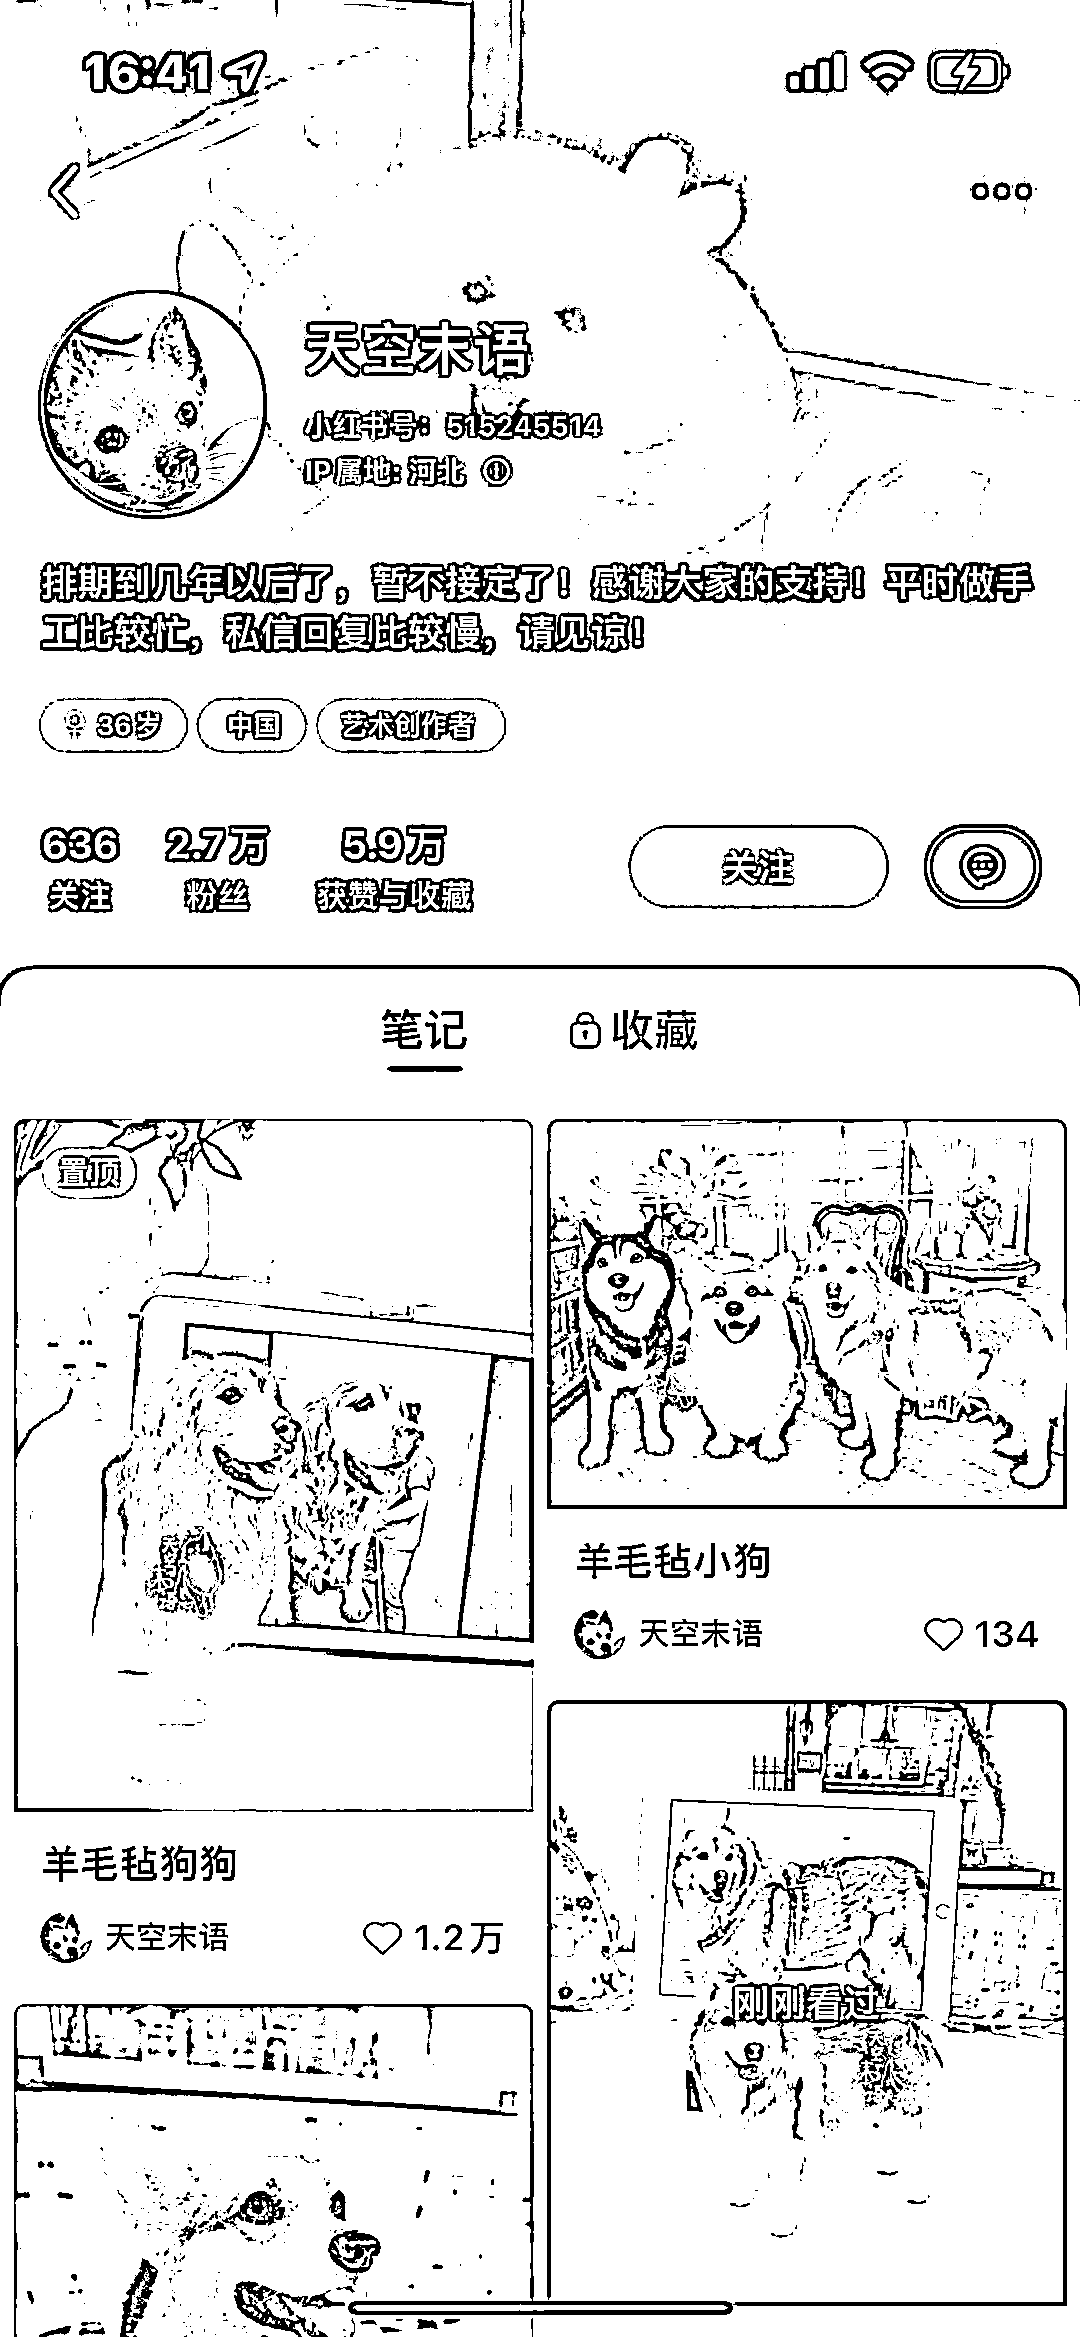 16:41
天空末语
小红书号：515245514
IP属地：河北
排期到几年以后了，暂不接定了！感谢大家的支持！平时做手
工比较忙，私信回复比较慢，请见谅！
36岁 中国 艺术创作者
636 2.7万 5.9万
关注 粉丝 获赞与收藏 关注
笔记 收藏
置顶
羊毛毡小狗
天空末语 134
羊毛毡狗狗
天空末语 1.2万
刚刚看过